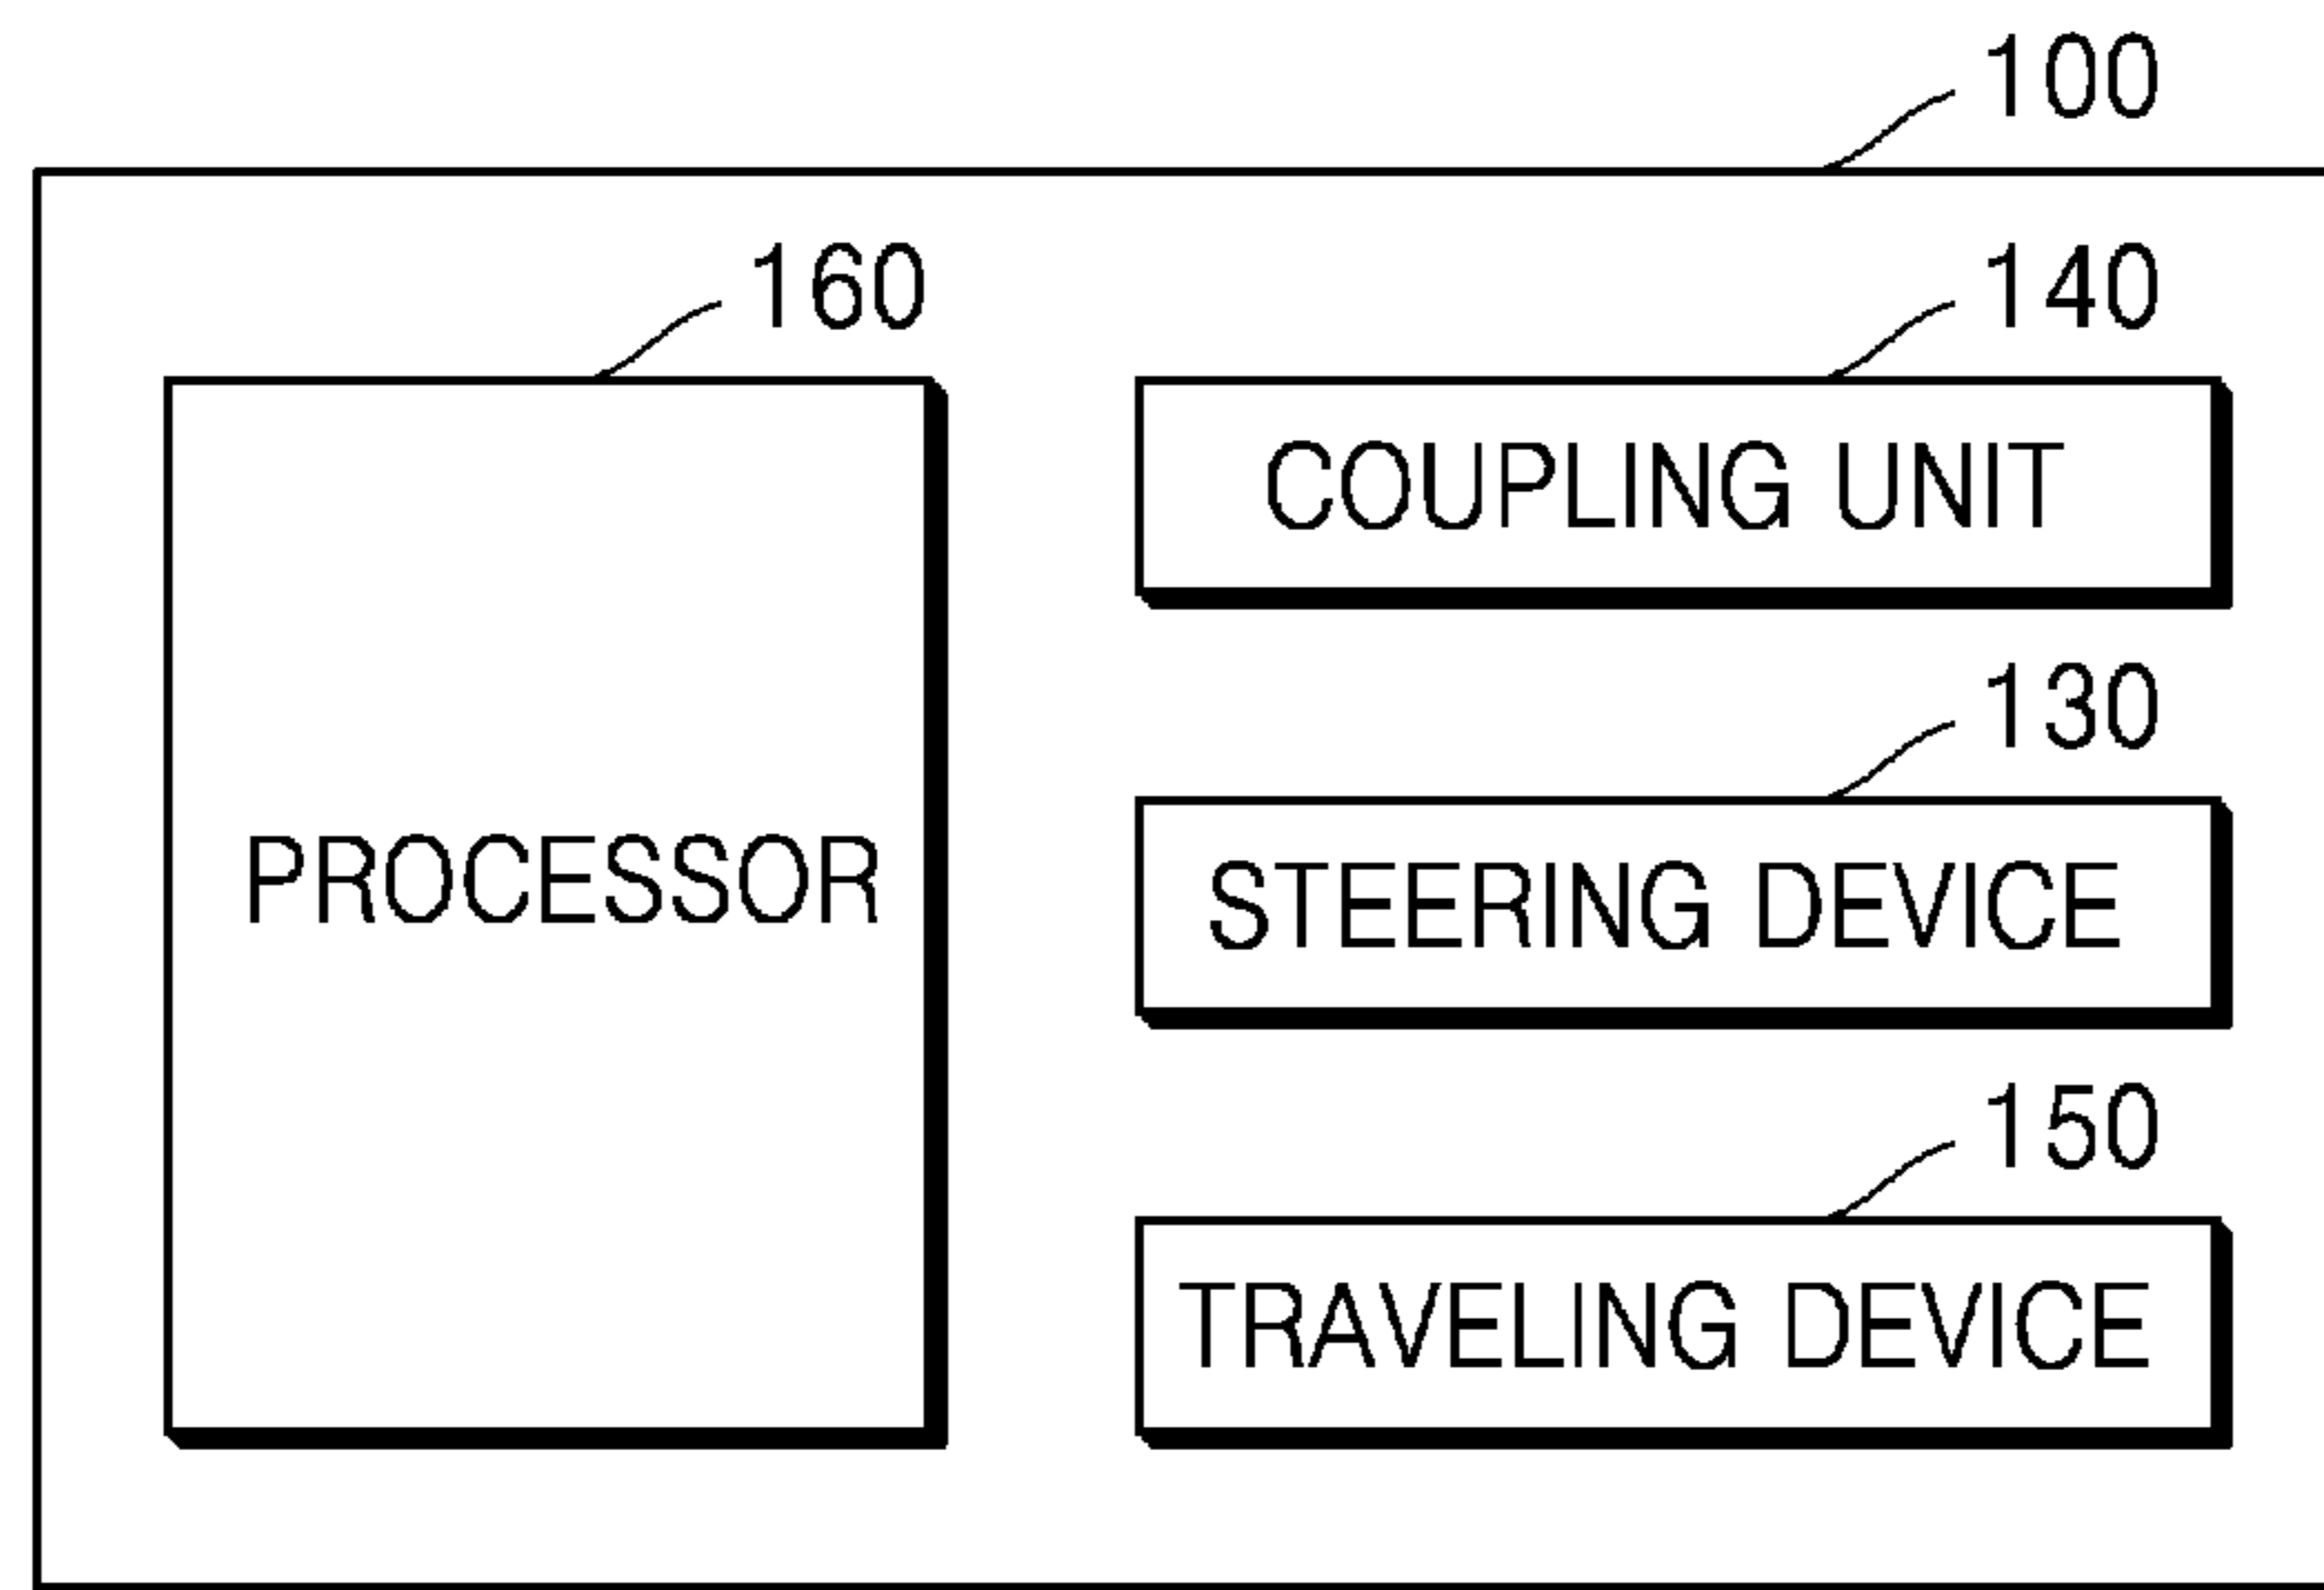 100
160
140
COUPLING UNIT
130
PROCESSOR
STEERING DEVICE
150
TRAVELING DEVICE